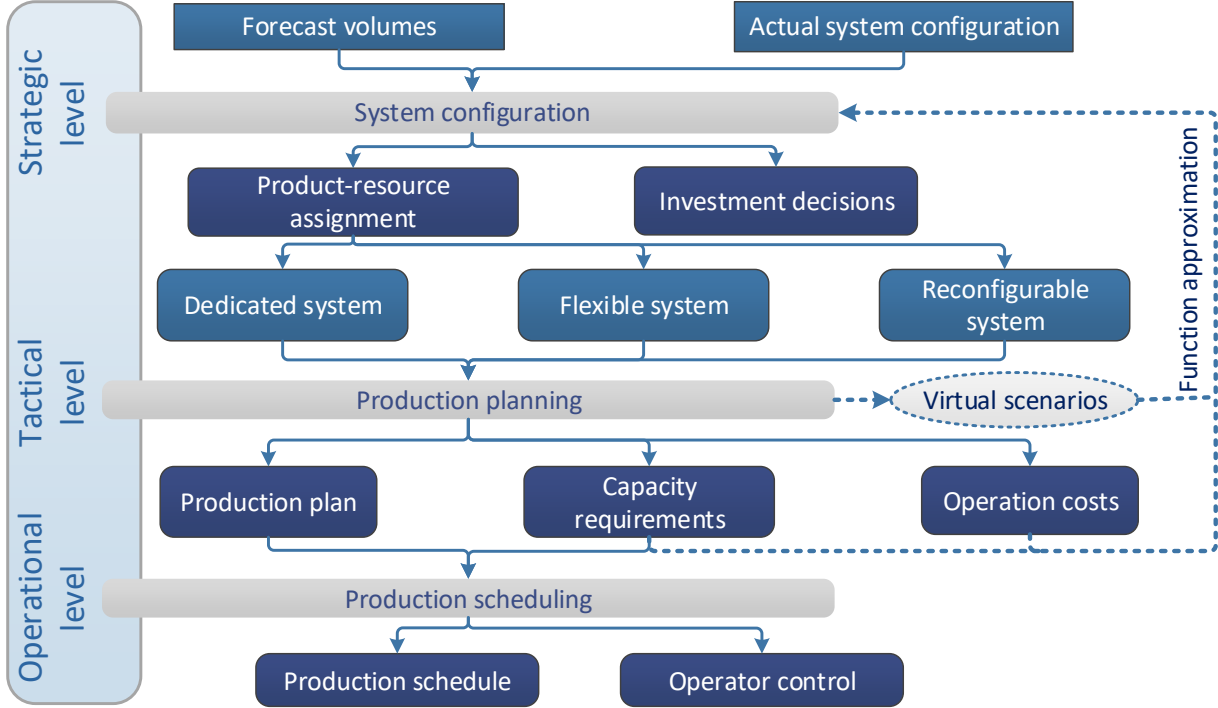 Forecast volumes
Actual system configuration
Strategic
level
System configuration
Product-resource
assignment
Investment decisions
Function approximation
Dedicated system
Flexible system
Reconfigurable
system
Tactical
level
Production planning
Virtual scenarios
Production plan
Capacity
requirements
Operation costs
Operational
level
Production scheduling
Production schedule
Operator control